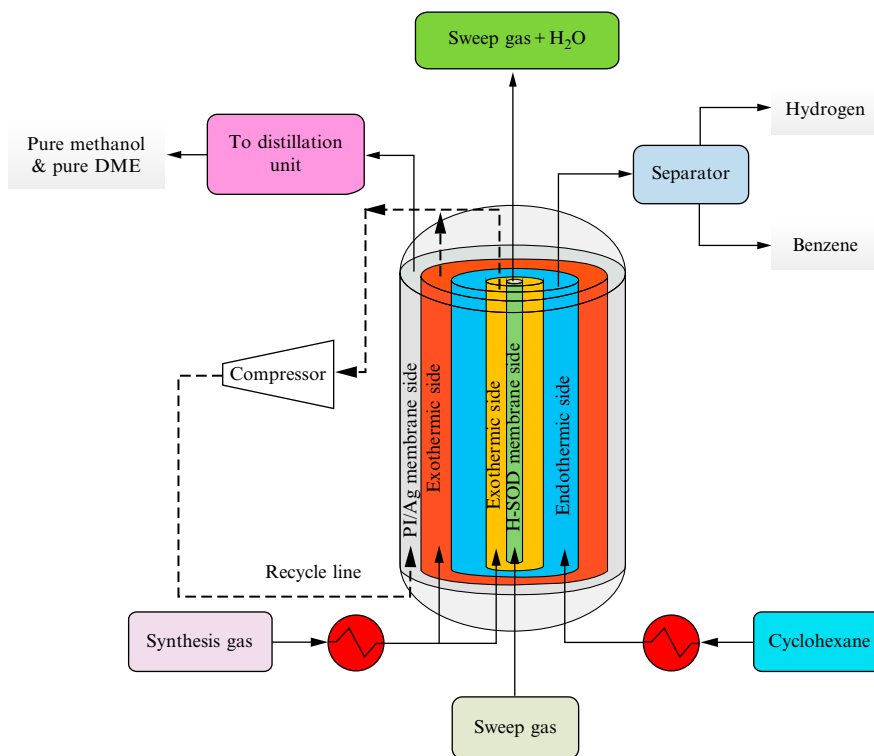 Sweep gas + H₂O
Hydrogen
Pure methanol
& pure DME
To distillation
unit
Separator
Benzene
Compressor
PI/Ag membrane side
Exothermic side
Exothermic side
H-SOD membrane side
Endothermic side
Recycle line
Synthesis gas
Cyclohexane
Sweep gas